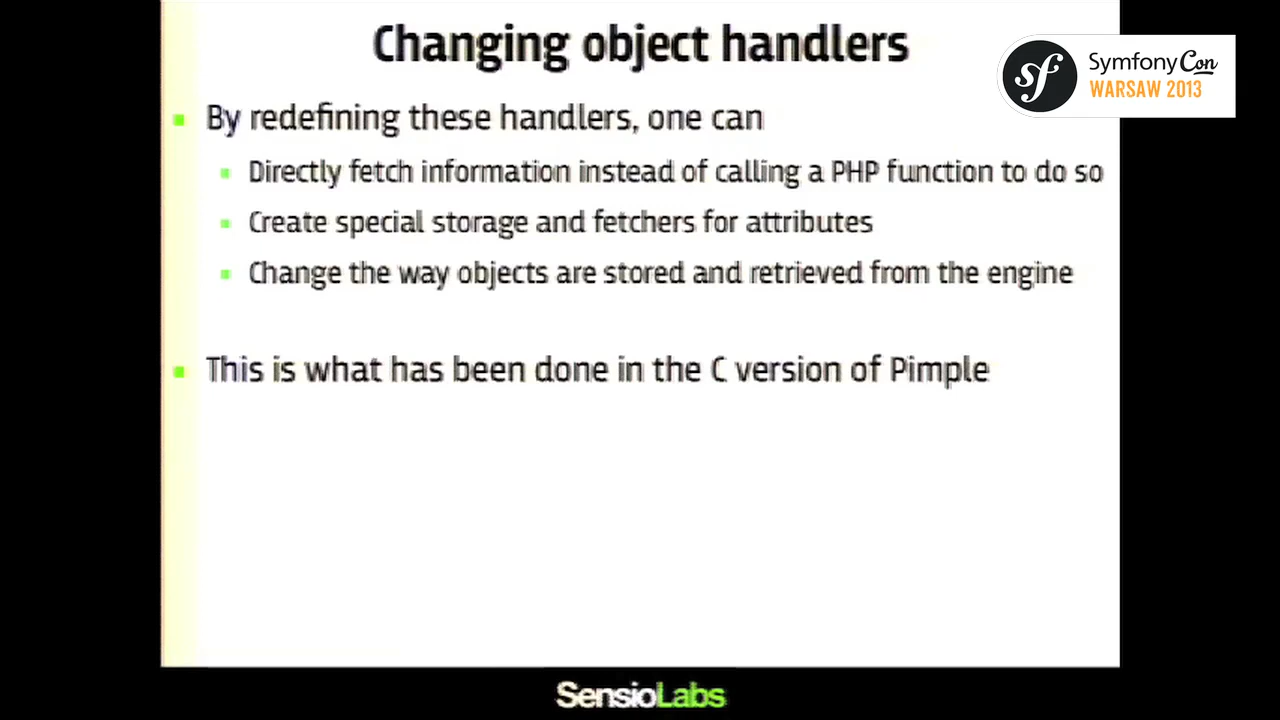 Changing object handlers
By redefining these handlers, one can
Directly fetch information instead of calling a PHP function to do so
Create special storage and fetchers for attributes
Change the way objects are stored and retrieved from the engine
This is what has been done in the C version of Pimple
sf SymfonyCon
WARSAW 2013
SensioLabs